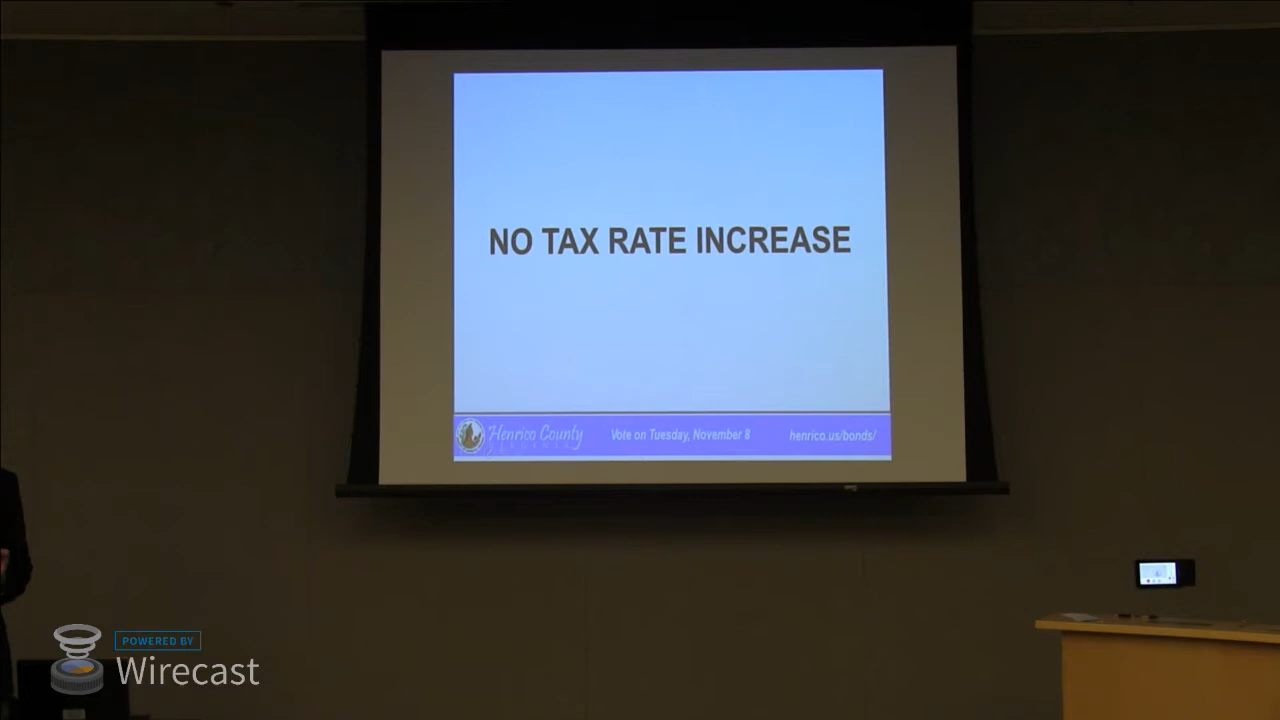 NO TAX RATE INCREASE
Henrico County
Vote on Tuesday, November 8
henrico.us/bonds/
POWERED BY
Wirecast